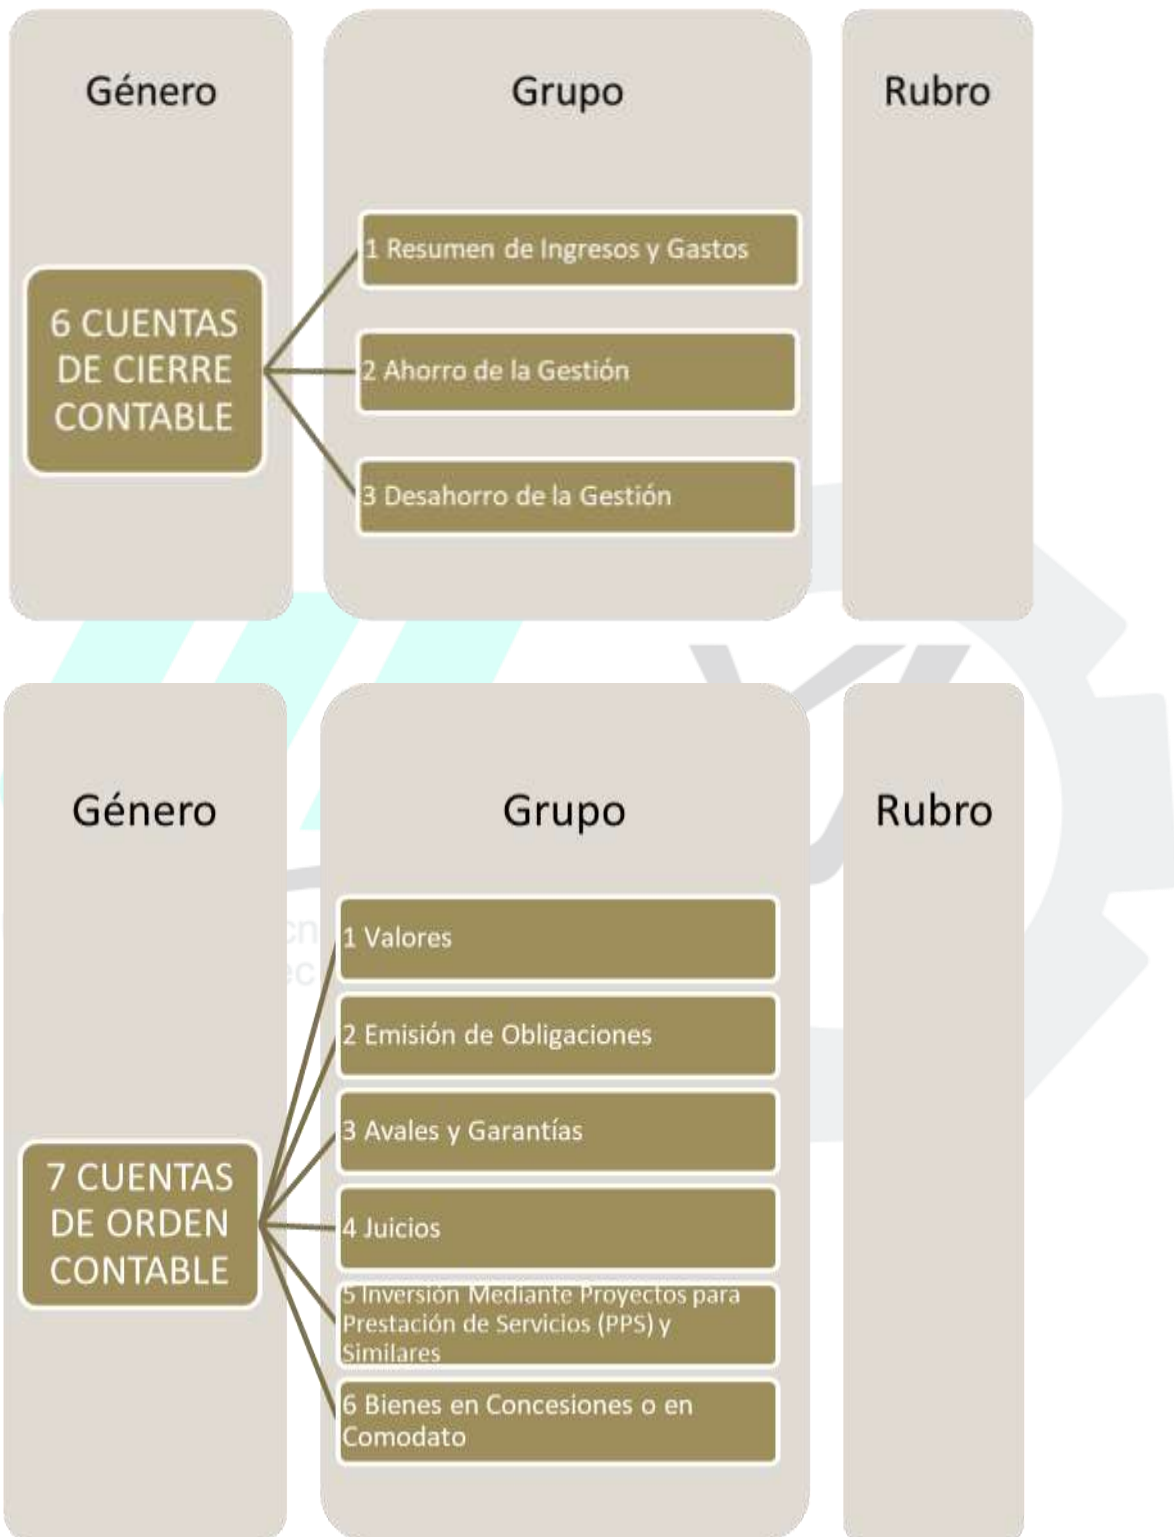 Género
Grupo
Rubro
6 CUENTAS
DE CIERRE
CONTABLE
1 Resumen de Ingresos y Gastos
2 Ahorro de la Gestión
3 Desahorro de la Gestión
Género
Grupo
Rubro
7 CUENTAS
DE ORDEN
CONTABLE
1 Valores
2 Emisión de Obligaciones
3 Avales y Garantías
4 Juicios
5 Inversión Mediante Proyectos para
Prestación de Servicios (PPS) y
Similares
6 Bienes en Concesiones o en
Comodato